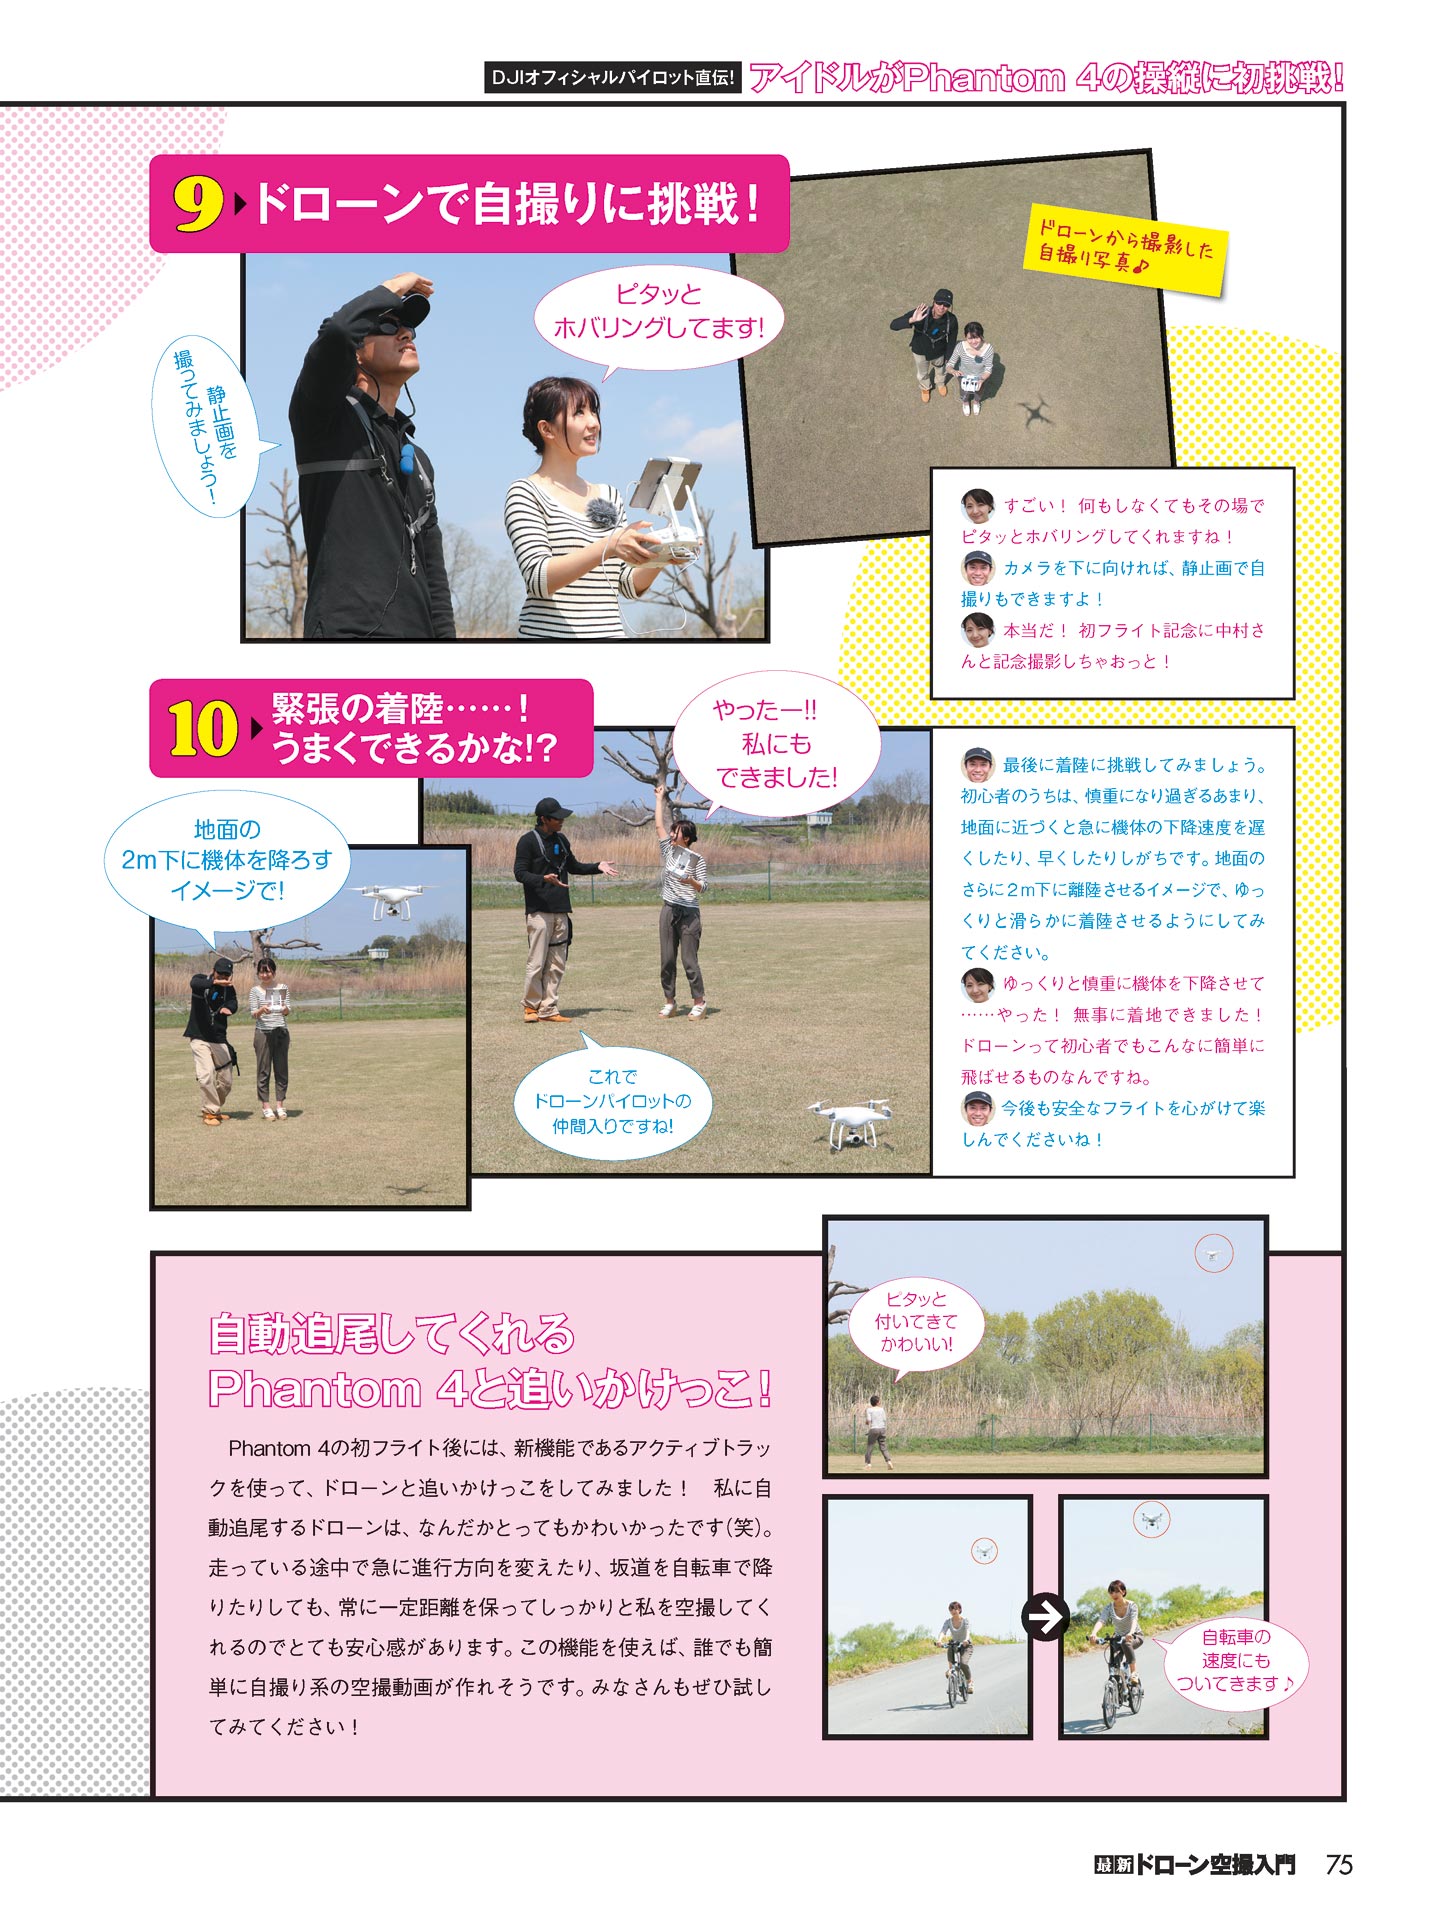 DJIオフィシャルパイロット直伝! アイドルがPhantom 4の操縦に初挑戦!
9 ドローンで自撮りに挑戦!
ドローンから撮影した
自撮り写真♪
ピタッと
ホバリングしてます!
静止画を
撮ってみましょう!
すごい! 何もしなくてもその場で
ピタッとホバリングしてくれますね!
カメラを下に向ければ、静止画で自
撮りもできますよ!
本当だ! 初フライト記念に中村さ
んと記念撮影しちゃおっと!
10 緊張の着陸……!
うまくできるかな!?
地面の
2m下に機体を降ろす
イメージで!
やったー!!
私にも
できました!
これで
ドローンパイロットの
仲間入りですね!
最後に着陸に挑戦してみましょう。
初心者のうちは、慎重になり過ぎるあまり、
地面に近づくと急に機体の下降速度を遅
くしたり、早くしたりしがちです。地面の
さらに2m下に離陸させるイメージで、ゆっ
くりと滑らかに着陸させるようにしてみ
てください。
ゆっくりと慎重に機体を下降させて
……やった! 無事に着地できました!
ドローンって初心者でもこんなに簡単に
飛ばせるものなんですね。
今後も安全なフライトを心がけて楽
しんでくださいね!
自動追尾してくれる
Phantom 4と追いかけっこ!
Phantom 4の初フライト後には、新機能であるアクティブトラッ
クを使って、ドローンと追いかけっこをしてみました! 私に自
動追尾するドローンは、なんだかとってもかわいかったです(笑)。
走っている途中で急に進行方向を変えたり、坂道を自転車で降
りたりしても、常に一定距離を保ってしっかりと私を空撮してく
れるのでとても安心感があります。この機能を使えば、誰でも簡
単に自撮り系の空撮動画が作れそうです。みなさんもぜひ試し
てみてください!
ピタッと
付いてきて
かわいい!
自転車の
速度にも
ついてきます♪
最新ドローン空撮入門 75